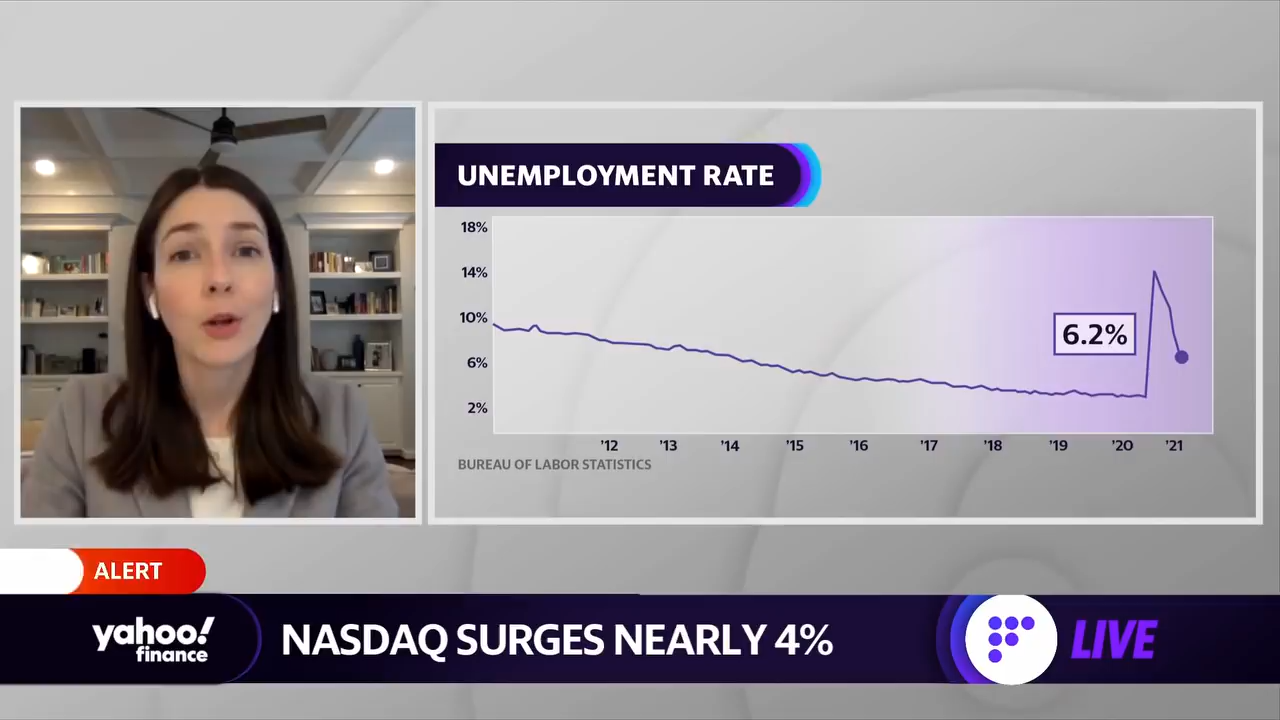 UNEMPLOYMENT RATE
18%
14%
10%
6%
2%
6.2%
'12 '13 '14 '15 '16 '17 '18 '19 '20 '21
BUREAU OF LABOR STATISTICS
ALERT
yahoo!
finance
NASDAQ SURGES NEARLY 4%
LIVE